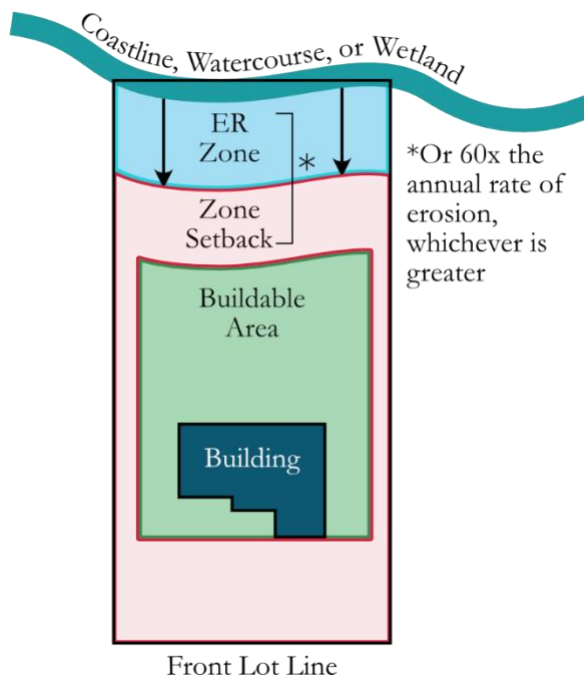 Coastline, Watercourse, or Wetland
ER
Zone
*
Zone
Setback
*Or 60x the
annual rate of
erosion,
whichever is
greater
Buildable
Area
Building
Front Lot Line